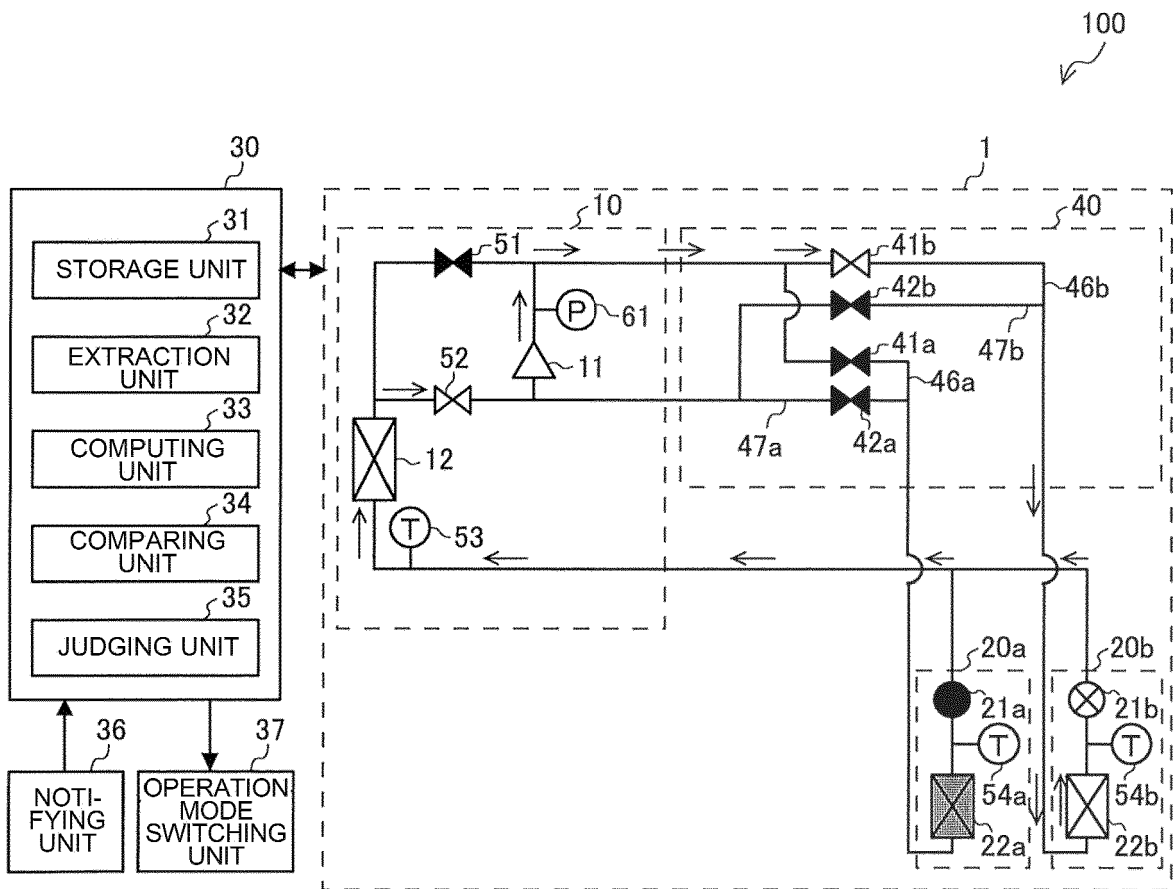 100
30
1
31
STORAGE UNIT
10
40
51
41b
32
EXTRACTION
UNIT
P
61
42b
46b
41a
47b
52
11
46a
33
COMPUTING
UNIT
12
47a
42a
34
COMPARING
UNIT
T
53
35
JUDGING UNIT
20a
20b
21a
21b
36
NOTI-
FYING
UNIT
37
OPERATION
MODE
SWITCHING
UNIT
T
54a
T
54b
22a
22b